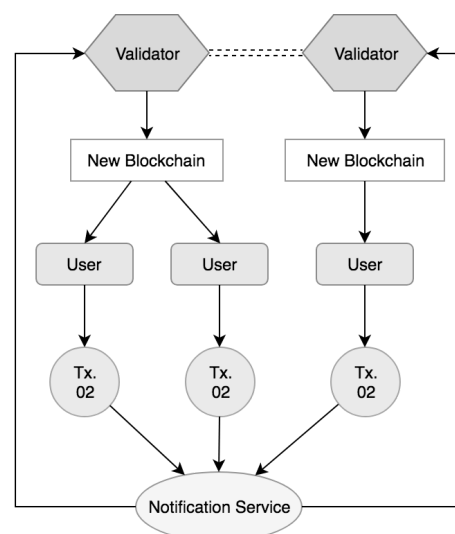 Validator
Validator
New Blockchain
New Blockchain
User
User
User
Tx.
02
Tx.
02
Tx.
02
Notification Service